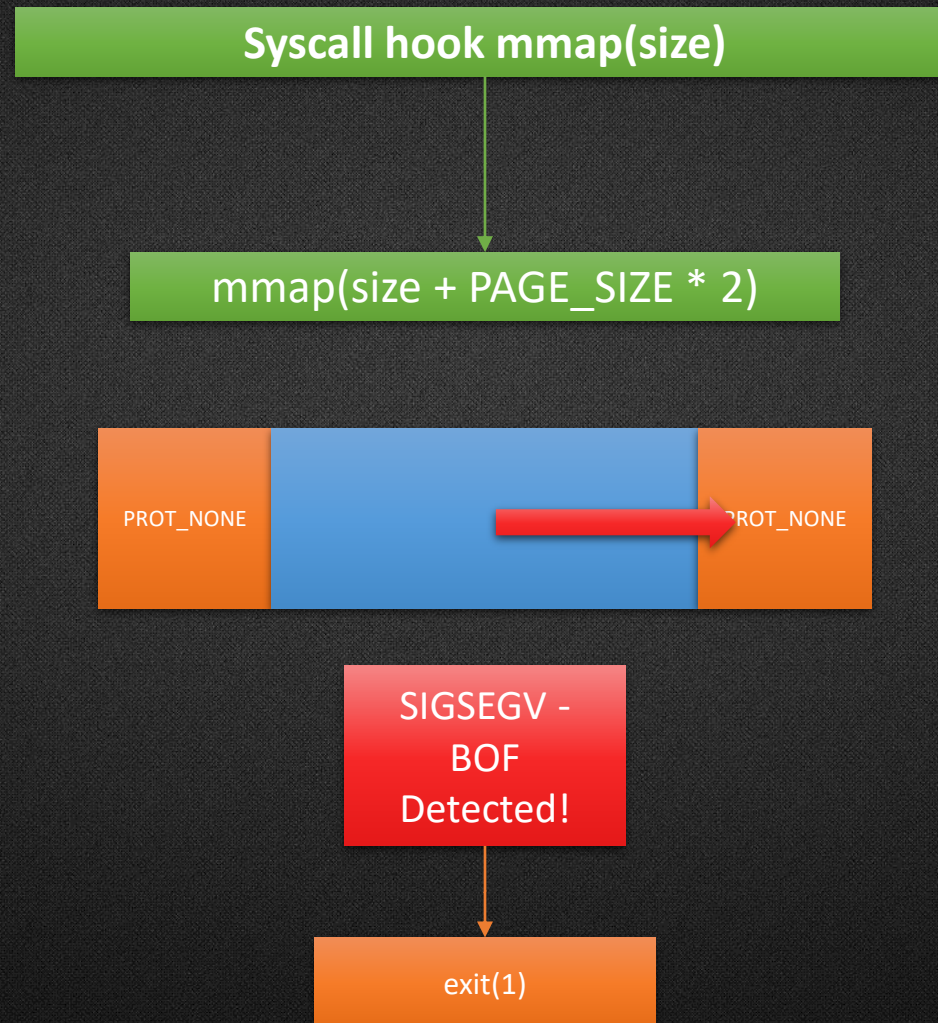 Syscall hook mmap(size)
mmap(size + PAGE_SIZE * 2)
PROT_NONE
PROT_NONE
SIGSEGV -
BOF
Detected!
exit(1)